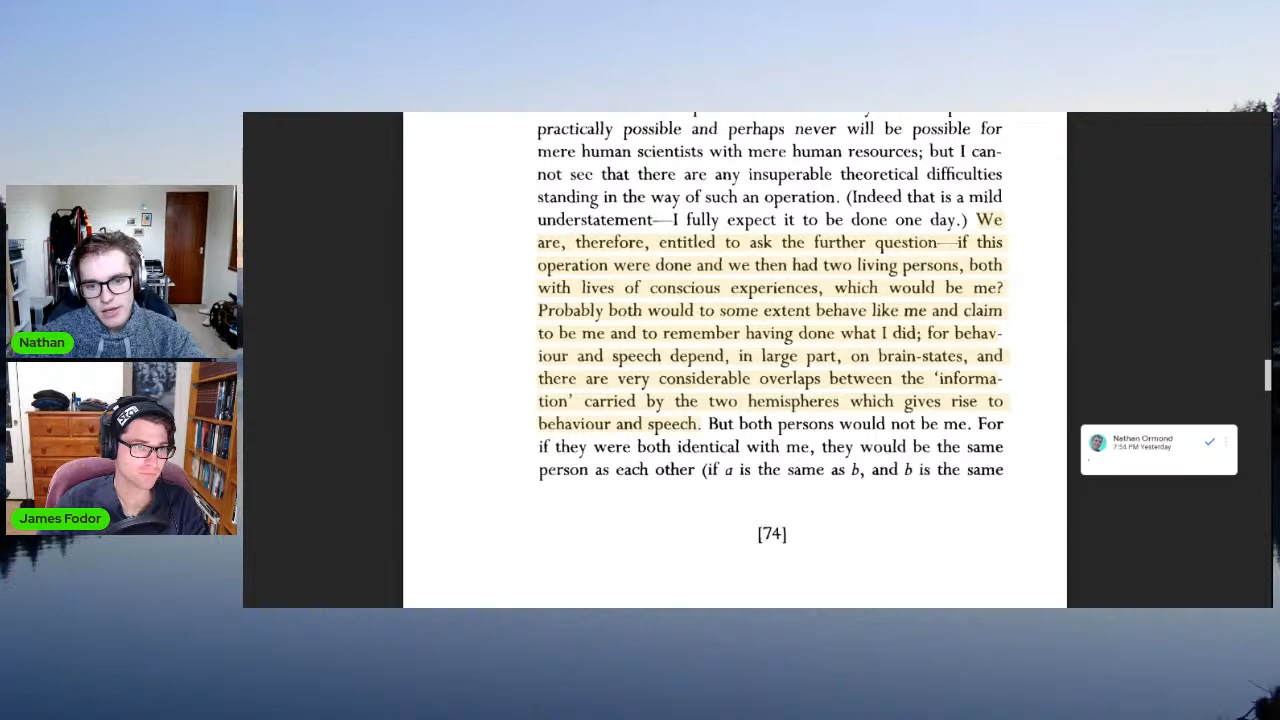 practically possible and perhaps never will be possible for
mere human scientists with mere human resources; but I can-
not see that there are any insuperable theoretical difficulties
standing in the way of such an operation. (Indeed that is a mild
understatement—I fully expect it to be done one day.) We
are, therefore, entitled to ask the further question—if this
operation were done and we then had two living persons, both
with lives of conscious experiences, which would be me?
Probably both would to some extent behave like me and claim
to be me and to remember having done what I did; for behav-
iour and speech depend, in large part, on brain-states, and
there are very considerable overlaps between the ‘informa-
tion’ carried by the two hemispheres which gives rise to
behaviour and speech. But both persons would not be me. For
if they were both identical with me, they would be the same
person as each other (if a is the same as b, and b is the same
[74]
Nathan
James Fodor
Nathan Ormond
7:54 PM Yesterday